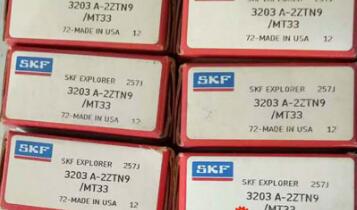 3203 A-2ZTN9
/MT33
72-MADE IN USA 12
3203 A-2ZTN9
/MT33
72-MADE IN USA 12
SKF
SKF EXPLORER 257J
3203 A-2ZTN9
/MT33
72-MADE IN USA 12
SKF
SKF EXPLORER 257J
3203 A-2ZTN9
/MT33
72-MADE IN USA 12
SKF
SKF EXPLORER 257J
3203 A-2ZTN9
/MT33
72-MADE IN USA 12
SKF
SKF EXPLORER 257J
3203 A-2ZTN9
/MT33